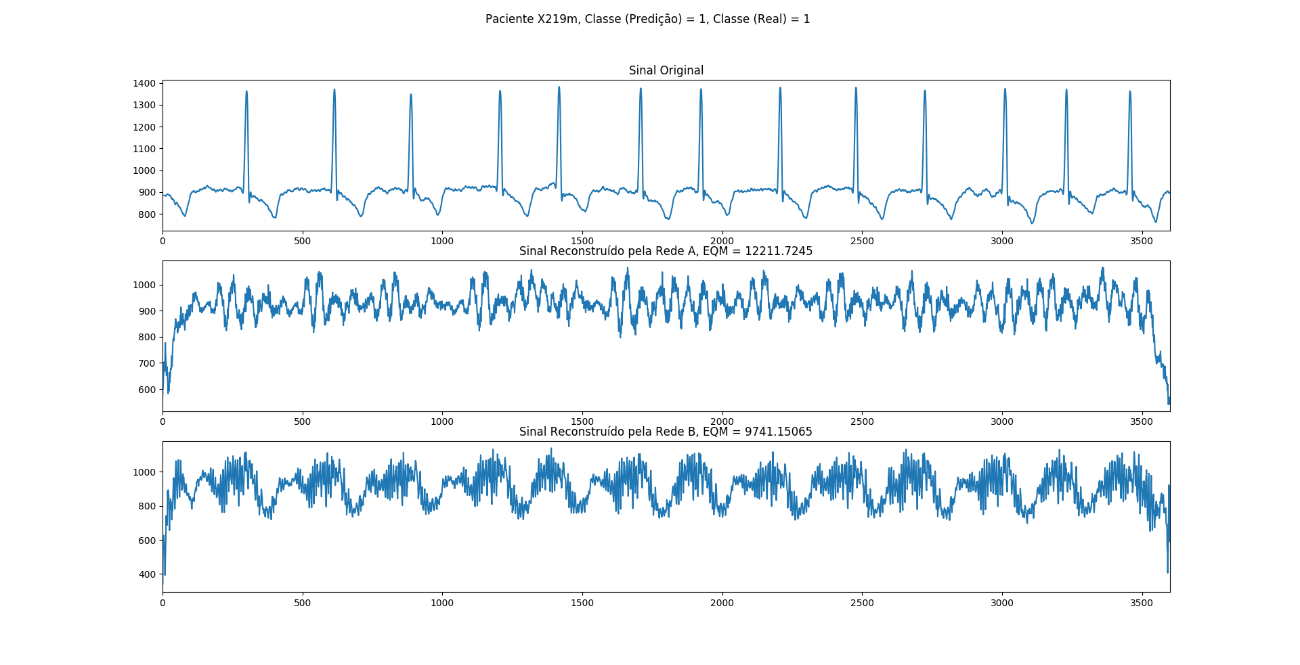 Paciente X219m, Classe (Predição) = 1, Classe (Real) = 1
Sinal Original
1400
1300
1200
1100
1000
900
800
0 500 1000 1500 2000 2500 3000 3500
Sinal Reconstruído pela Rede A, EQM = 12211.7245
1000
900
800
700
600
0 500 1000 1500 2000 2500 3000 3500
Sinal Reconstruído pela Rede B, EQM = 9741.15065
1000
800
600
400
0 500 1000 1500 2000 2500 3000 3500